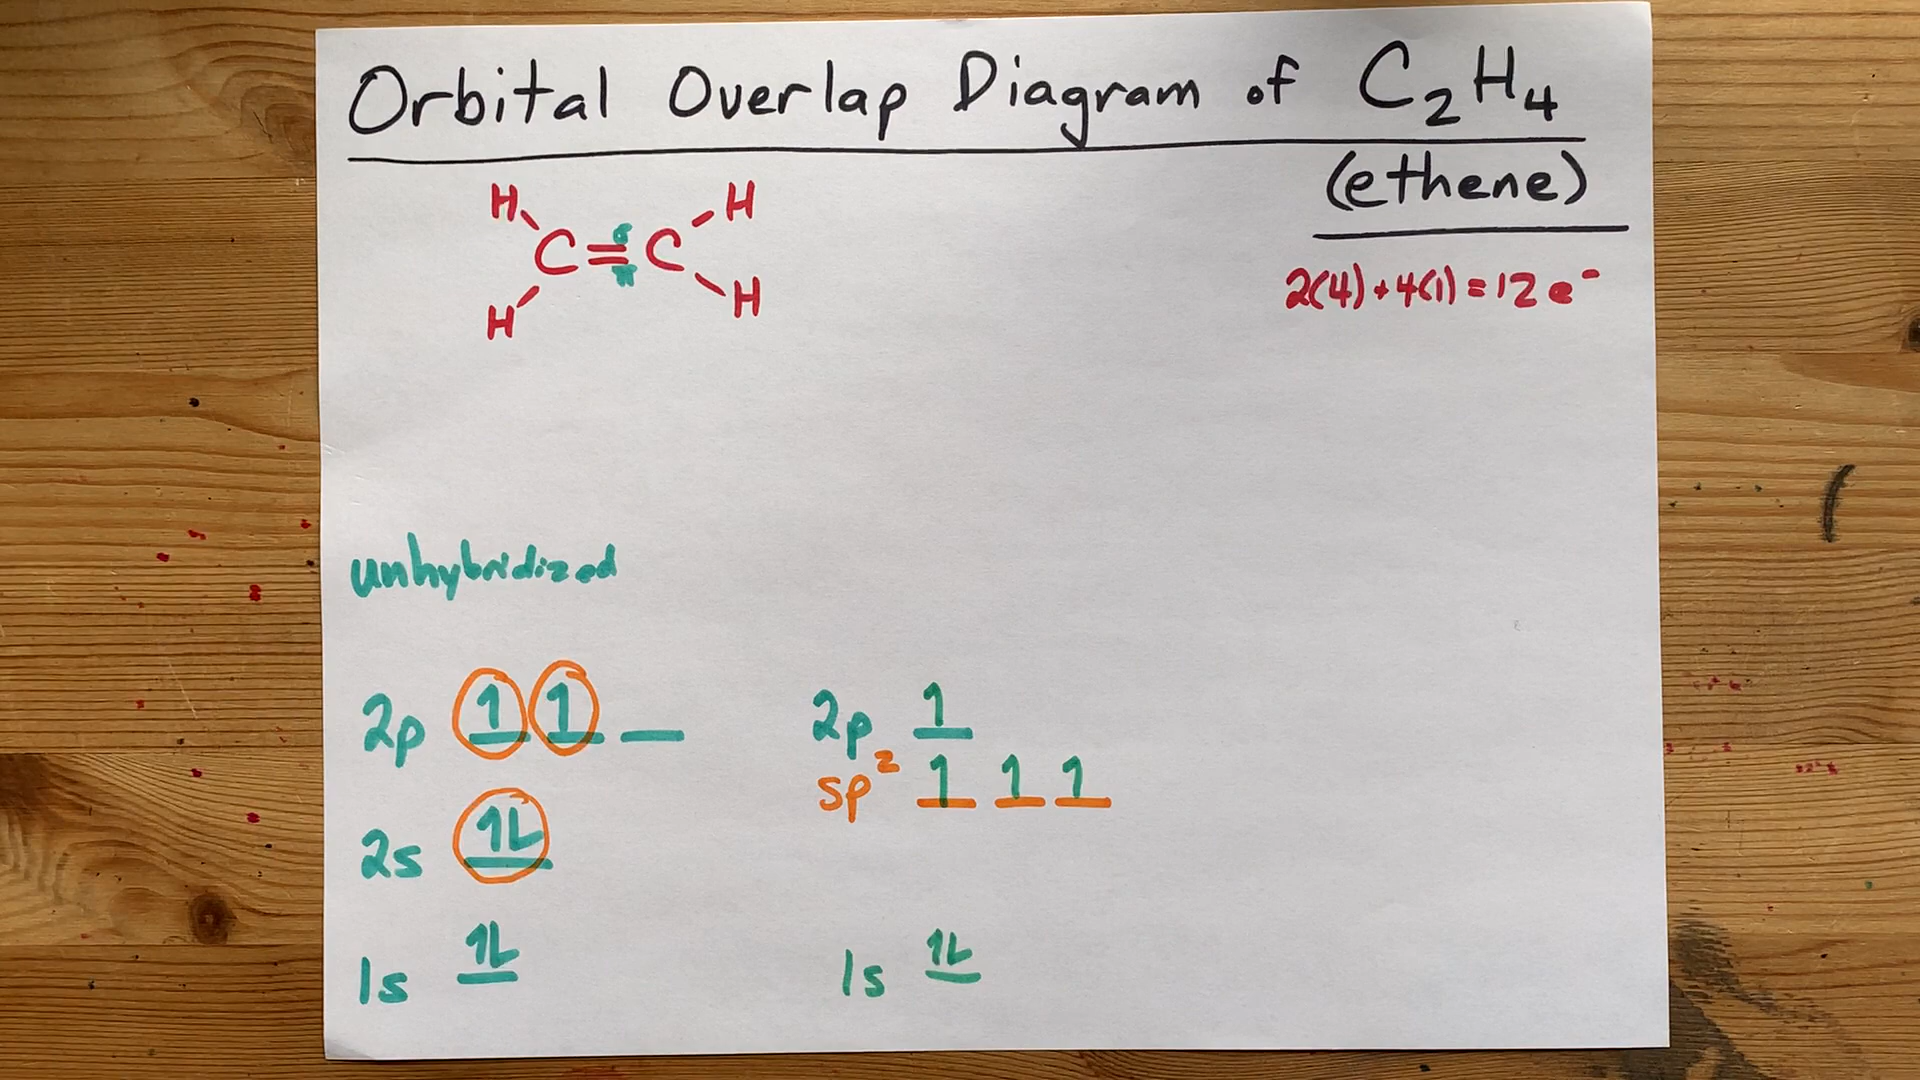 Orbital Overlap Diagram of C₂H₄
(ethene)
2(4) + 4(1) = 12 e⁻
H H
σ
C=C
π
H H
unhybridized
2p 1 1 _
2p 1
sp² 1 1 1
2s 1L
1s 1L
1s 1L